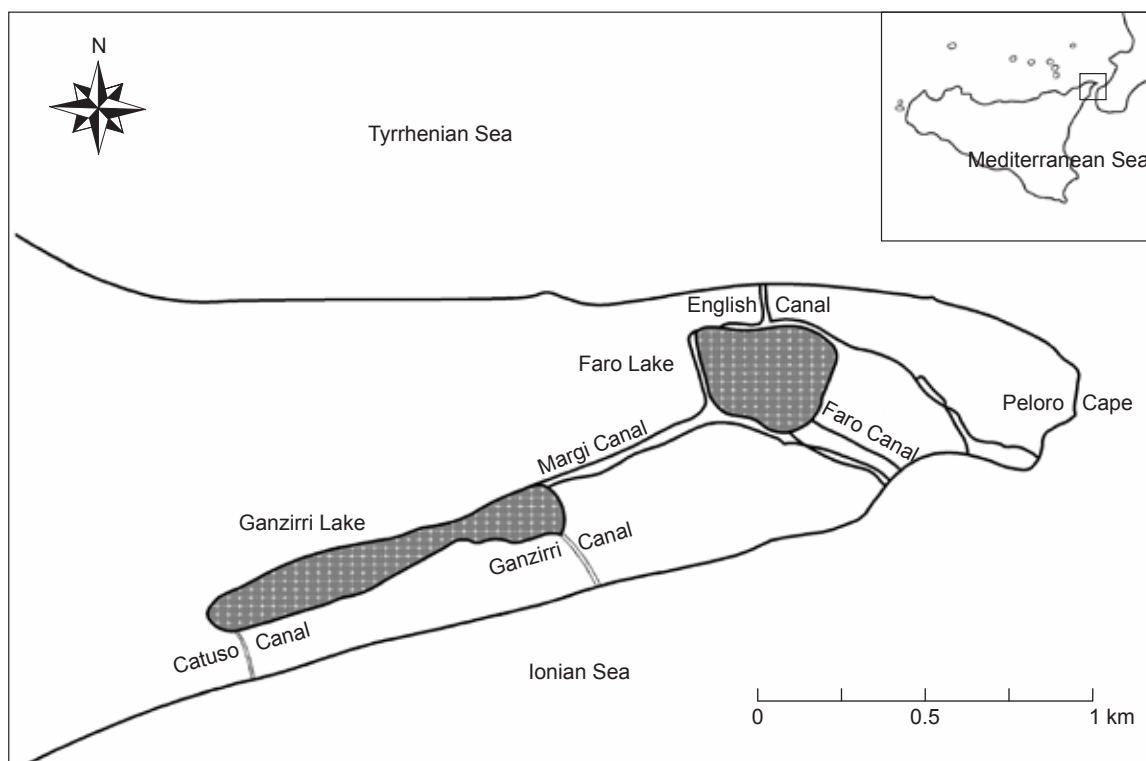 N
Tyrrhenian Sea
Mediterranean Sea
English Canal
Faro Lake
Peloro Cape
Faro Canal
Margi Canal
Ganzirri Lake
Ganzirri Canal
Catuso Canal
Ionian Sea
0 0.5 1 km